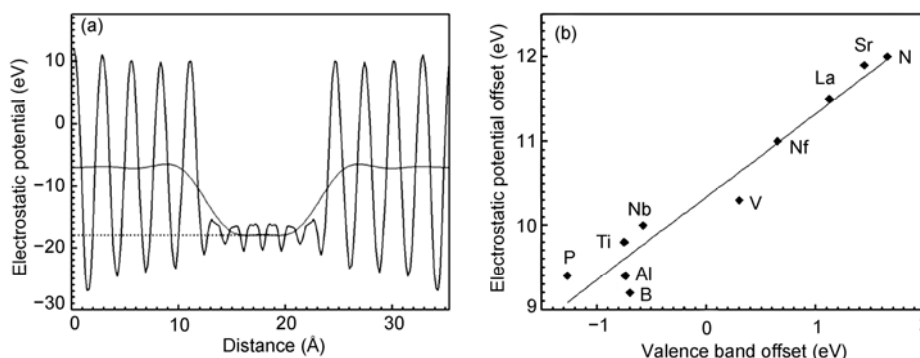 (a)
Electrostatic potential (eV)
10
0
−10
−20
−30
0
10
20
30
Distance (Å)
(b)
Electrostatic potential offset (eV)
12
11
10
9
Sr
N
La
Nf
V
Nb
Ti
P
Al
B
−1
0
1
2
Valence band offset (eV)